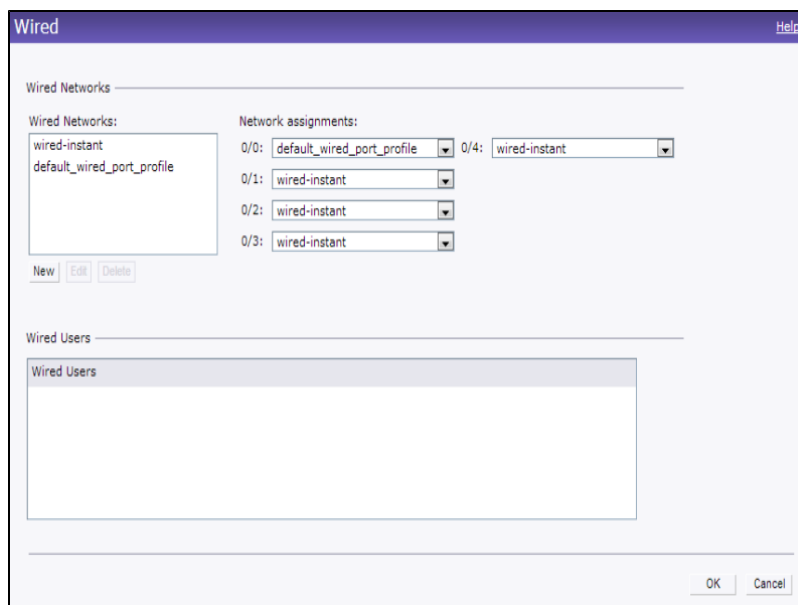 Wired Help
Wired Networks
Wired Networks: Network assignments:
wired-instant
default_wired_port_profile
0/0: default_wired_port_profile 0/4: wired-instant
0/1: wired-instant
0/2: wired-instant
0/3: wired-instant
New Edit Delete
Wired Users
Wired Users
OK Cancel